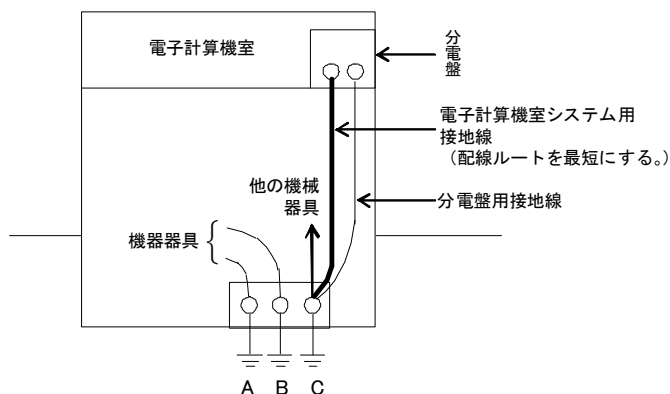 電子計算機室
分電盤
電子計算機室システム用
接地線
(配線ルートを最短にする。)
他の機械
器具
分電盤用接地線
機器器具
A B C